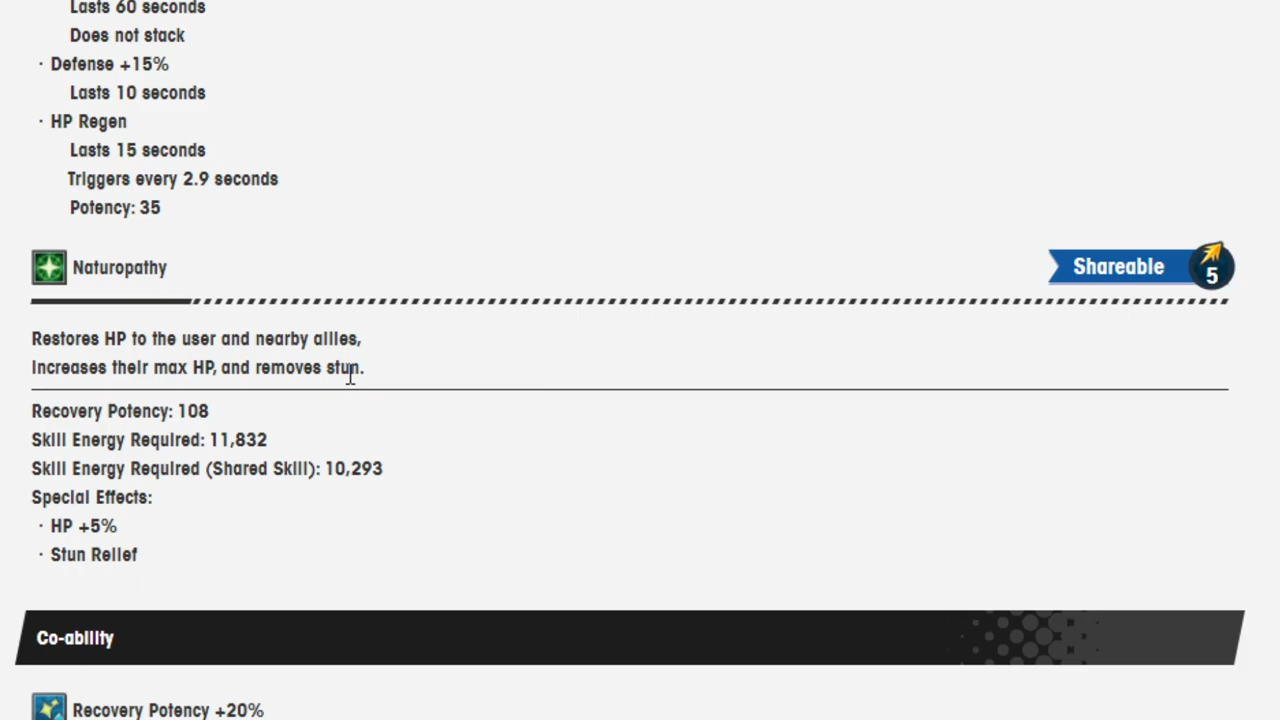 Lasts 60 seconds
Does not stack
· Defense +15%
Lasts 10 seconds
· HP Regen
Lasts 15 seconds
Triggers every 2.9 seconds
Potency: 35
Naturopathy
Shareable 5
Restores HP to the user and nearby allies,
increases their max HP, and removes stun.
Recovery Potency: 108
Skill Energy Required: 11,832
Skill Energy Required (Shared Skill): 10,293
Special Effects:
· HP +5%
· Stun Relief
Co-ability
Recovery Potency +20%